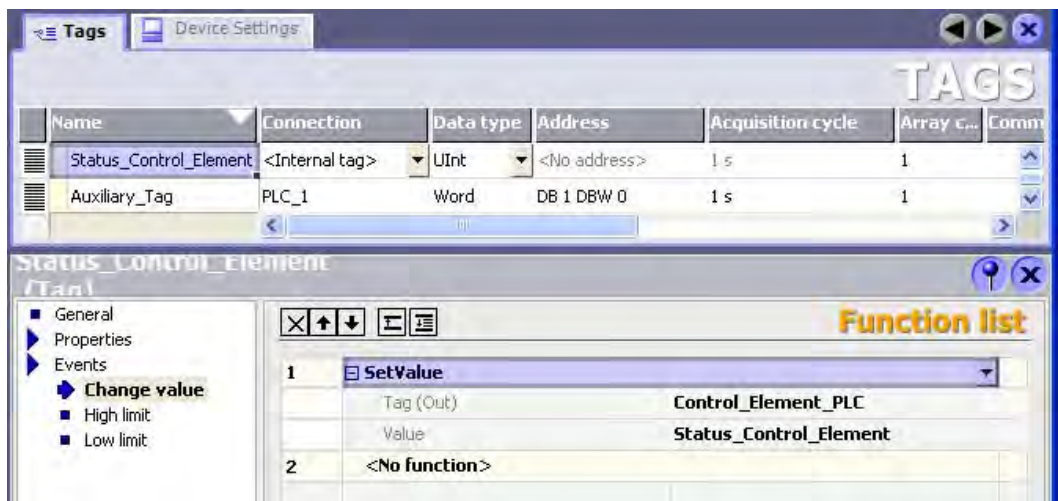 Tags Device Settings
TAGS
Name Connection Data type Address Acquisition cycle Array c... Comm
Status_Control_Element <Internal tag> UInt <No address> 1 s 1
Auxiliary_Tag PLC_1 Word DB 1 DBW 0 1 s 1
Status_Control_Element
(Tag)
General
Properties
Events
Change value
High limit
Low limit
Function list
1 SetValue
Tag (Out) Control_Element_PLC
Value Status_Control_Element
2 <No function>